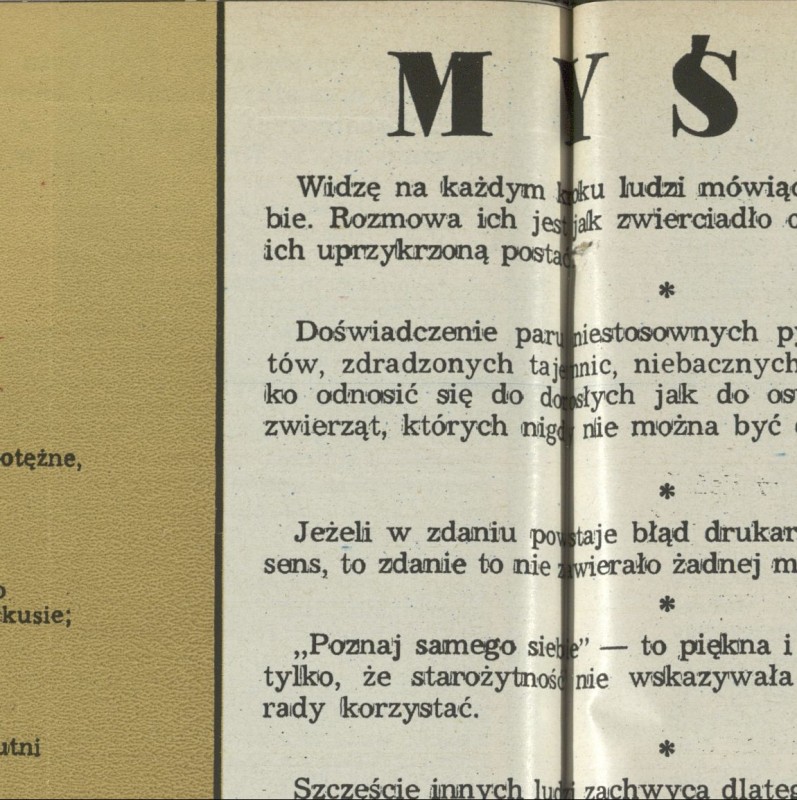 otężne,
kusie;
utni
MYŚ
Widzę na każdym kroku ludzi mówiąc
bie. Rozmowa ich jest jak zwierciadło o
ich uprzykrzoną postać.
*
Doświadczenie paru niestosownych py
tów, zdradzonych tajemnic, niebacznych
ko odnosić się do dorosłych jak do os
zwierząt, których nigdy nie można być
*
Jeżeli w zdaniu powstaje błąd drukar
sens, to zdanie to nie zawierało żadnej m
*
„Poznaj samego siebie” — to piękna i
tylko, że starożytność nie wskazywała
rady korzystać.
*
Szczęście innych ludzi zachwyca dlateg